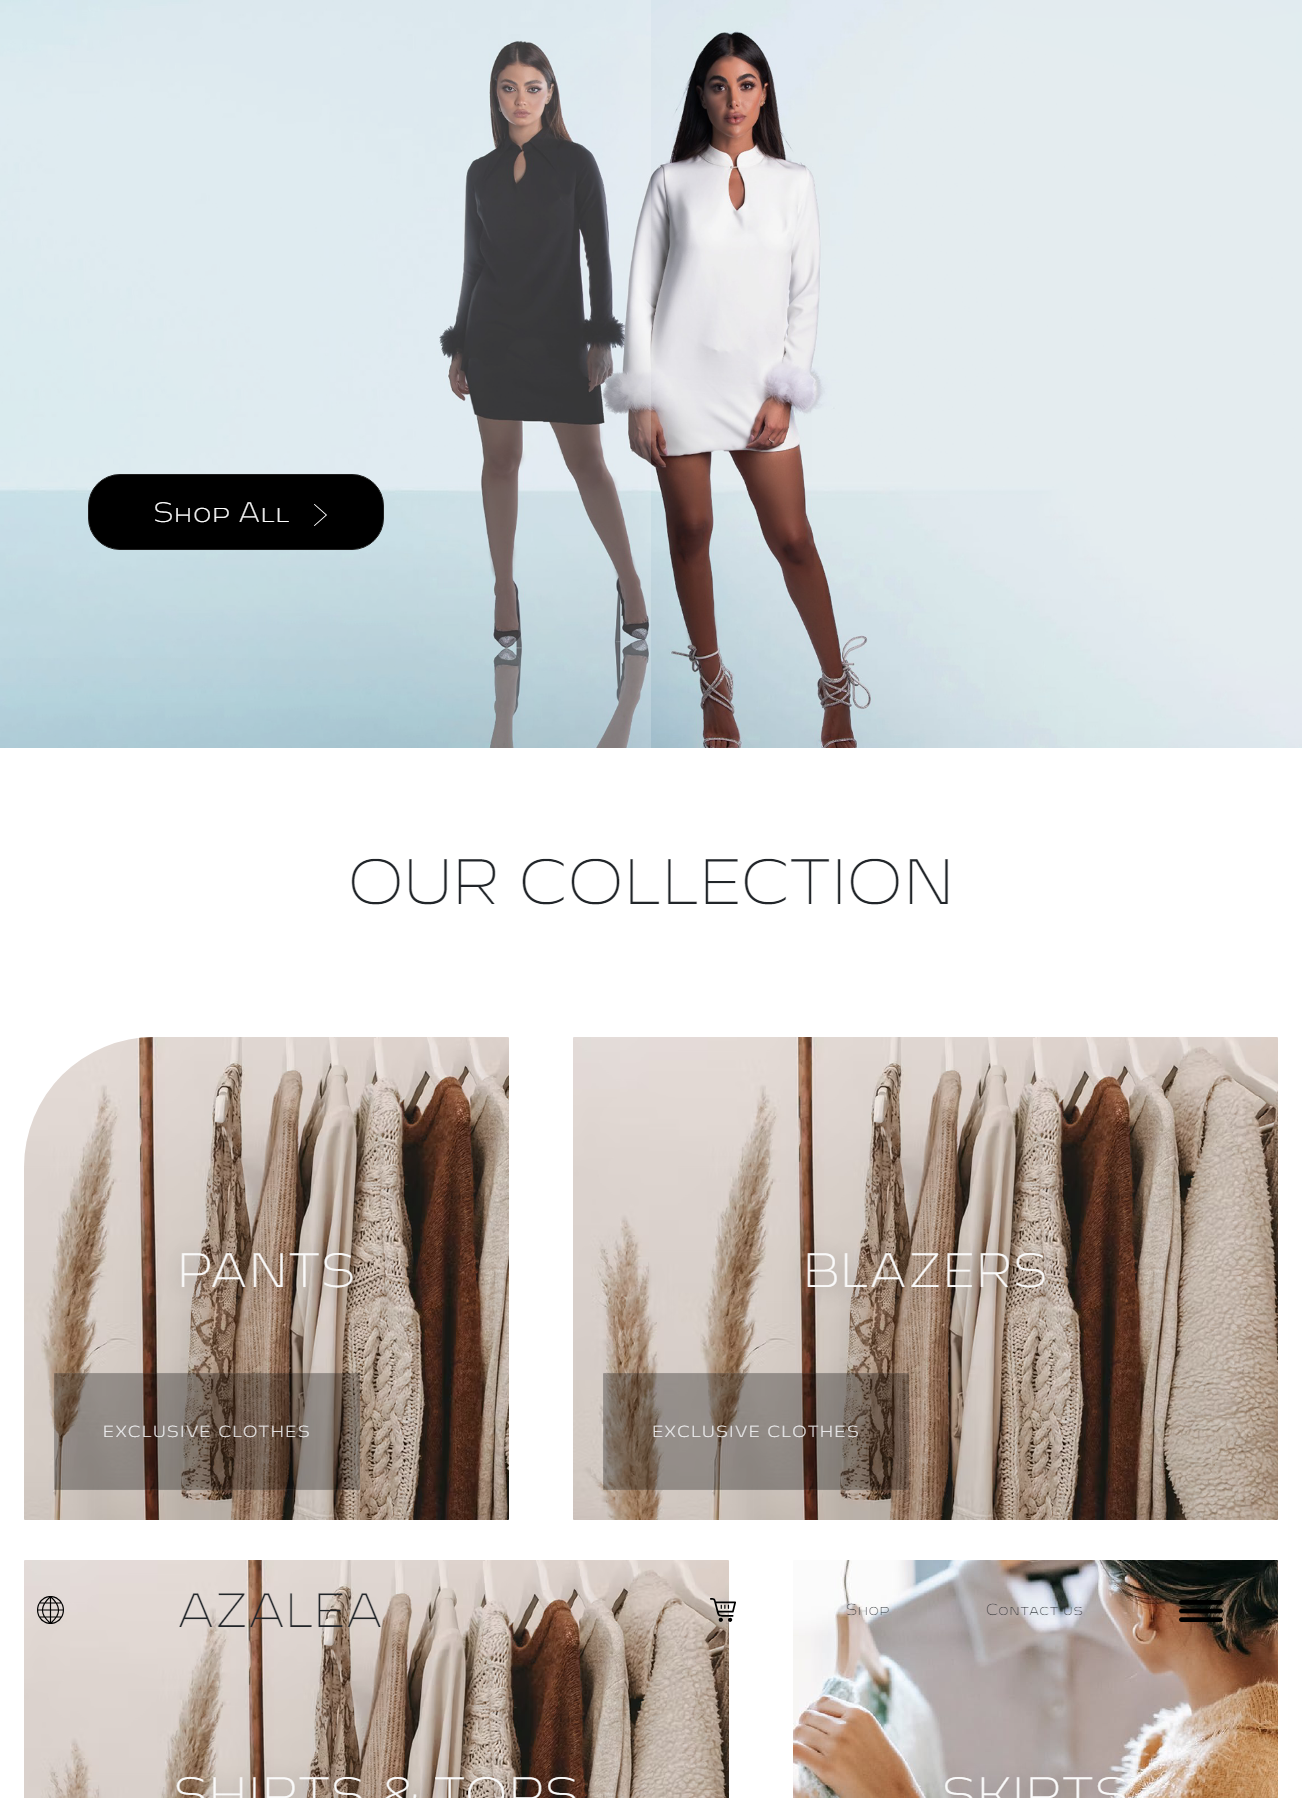 Shop All
OUR COLLECTION
PANTS
BLAZERS
EXCLUSIVE CLOTHES
EXCLUSIVE CLOTHES
AZALEA
Shop
Contact us
SHIRTS & TOPS
SKIRTS